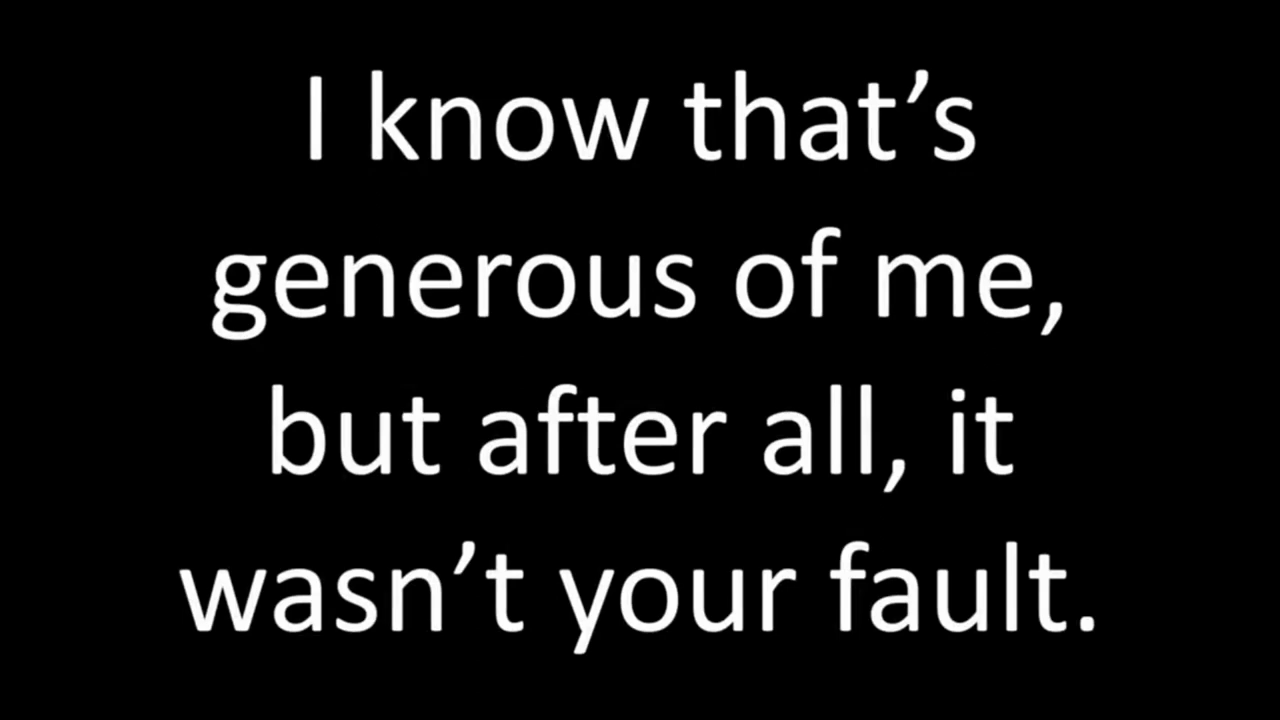 I know that’s
generous of me,
but after all, it
wasn’t your fault.